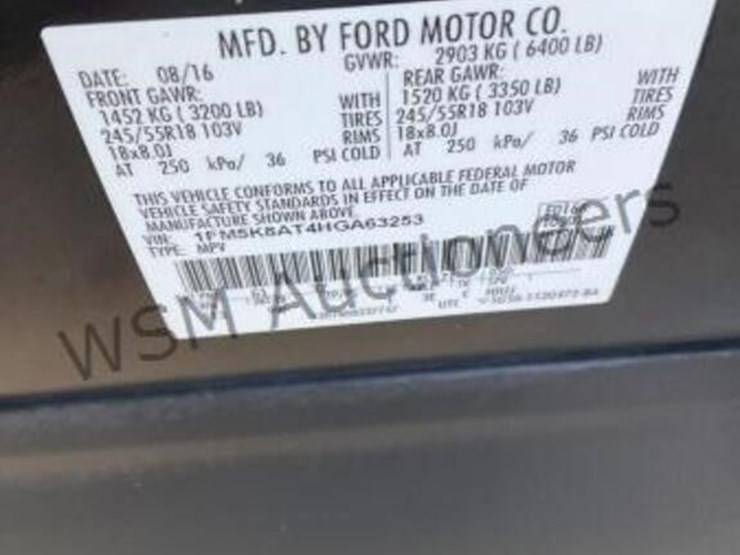 MFD. BY FORD MOTOR CO.
DATE: 08/16 GVWR: 2903 KG ( 6400 LB)
FRONT GAWR: REAR GAWR: WITH
1452 KG ( 3200 LB) WITH 1520 KG ( 3350 LB) TIRES
245/55R18 103V TIRES 245/55R18 103V RIMS
18x8.0J RIMS 18x8.0J
AT 250 kPa/ 36 PSI COLD AT 250 kPa/ 36 PSI COLD
THIS VEHICLE CONFORMS TO ALL APPLICABLE FEDERAL MOTOR
VEHICLE SAFETY STANDARDS IN EFFECT ON THE DATE OF
MANUFACTURE SHOWN ABOVE.
VIN: 1FM5K8AT4HGA63253
TYPE: MPV
WSM Auctioneers